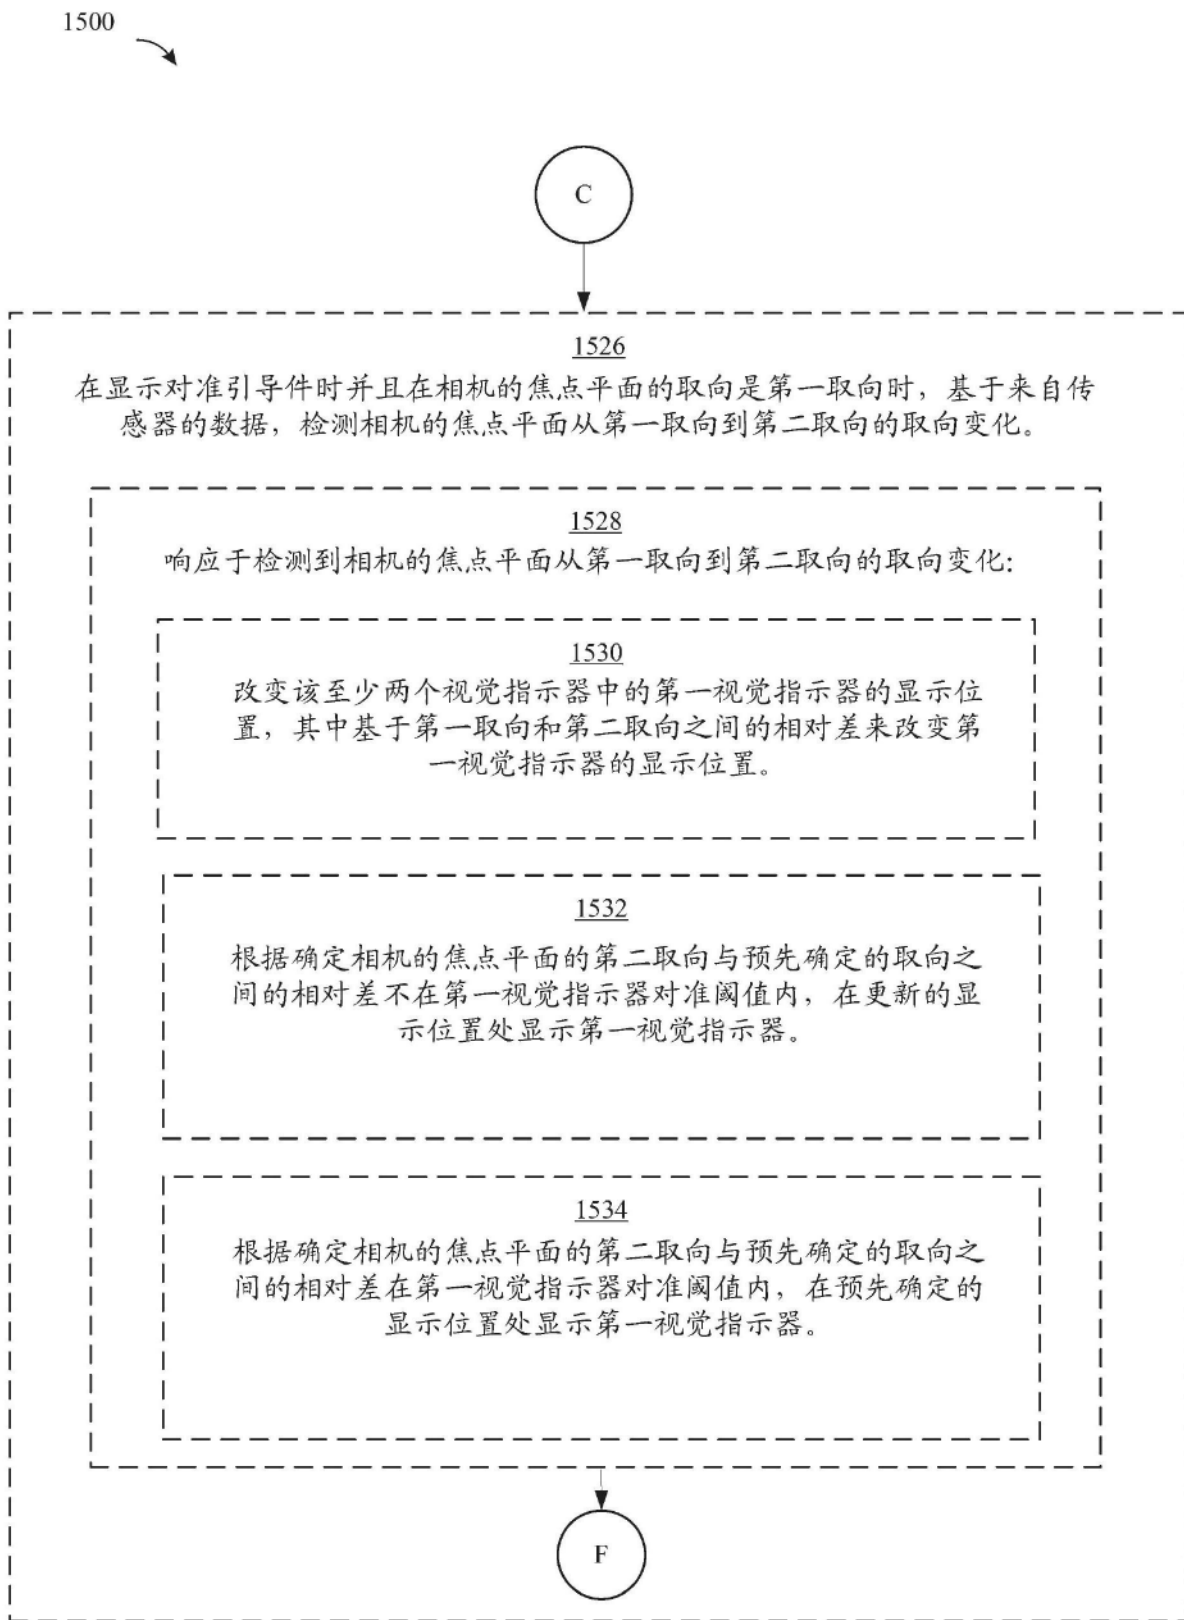 1500
C
1526
在显示对准引导件时并且在相机的焦点平面的取向是第一取向时，基于来自传
感器的数据，检测相机的焦点平面从第一取向到第二取向的取向变化。
1528
响应于检测到相机的焦点平面从第一取向到第二取向的取向变化：
1530
改变该至少两个视觉指示器中的第一视觉指示器的显示位
置，其中基于第一取向和第二取向之间的相对差来改变第
一视觉指示器的显示位置。
1532
根据确定相机的焦点平面的第二取向与预先确定的取向之
间的相对差不在第一视觉指示器对准阈值内，在更新的显
示位置处显示第一视觉指示器。
1534
根据确定相机的焦点平面的第二取向与预先确定的取向之
间的相对差在第一视觉指示器对准阈值内，在预先确定的
显示位置处显示第一视觉指示器。
F